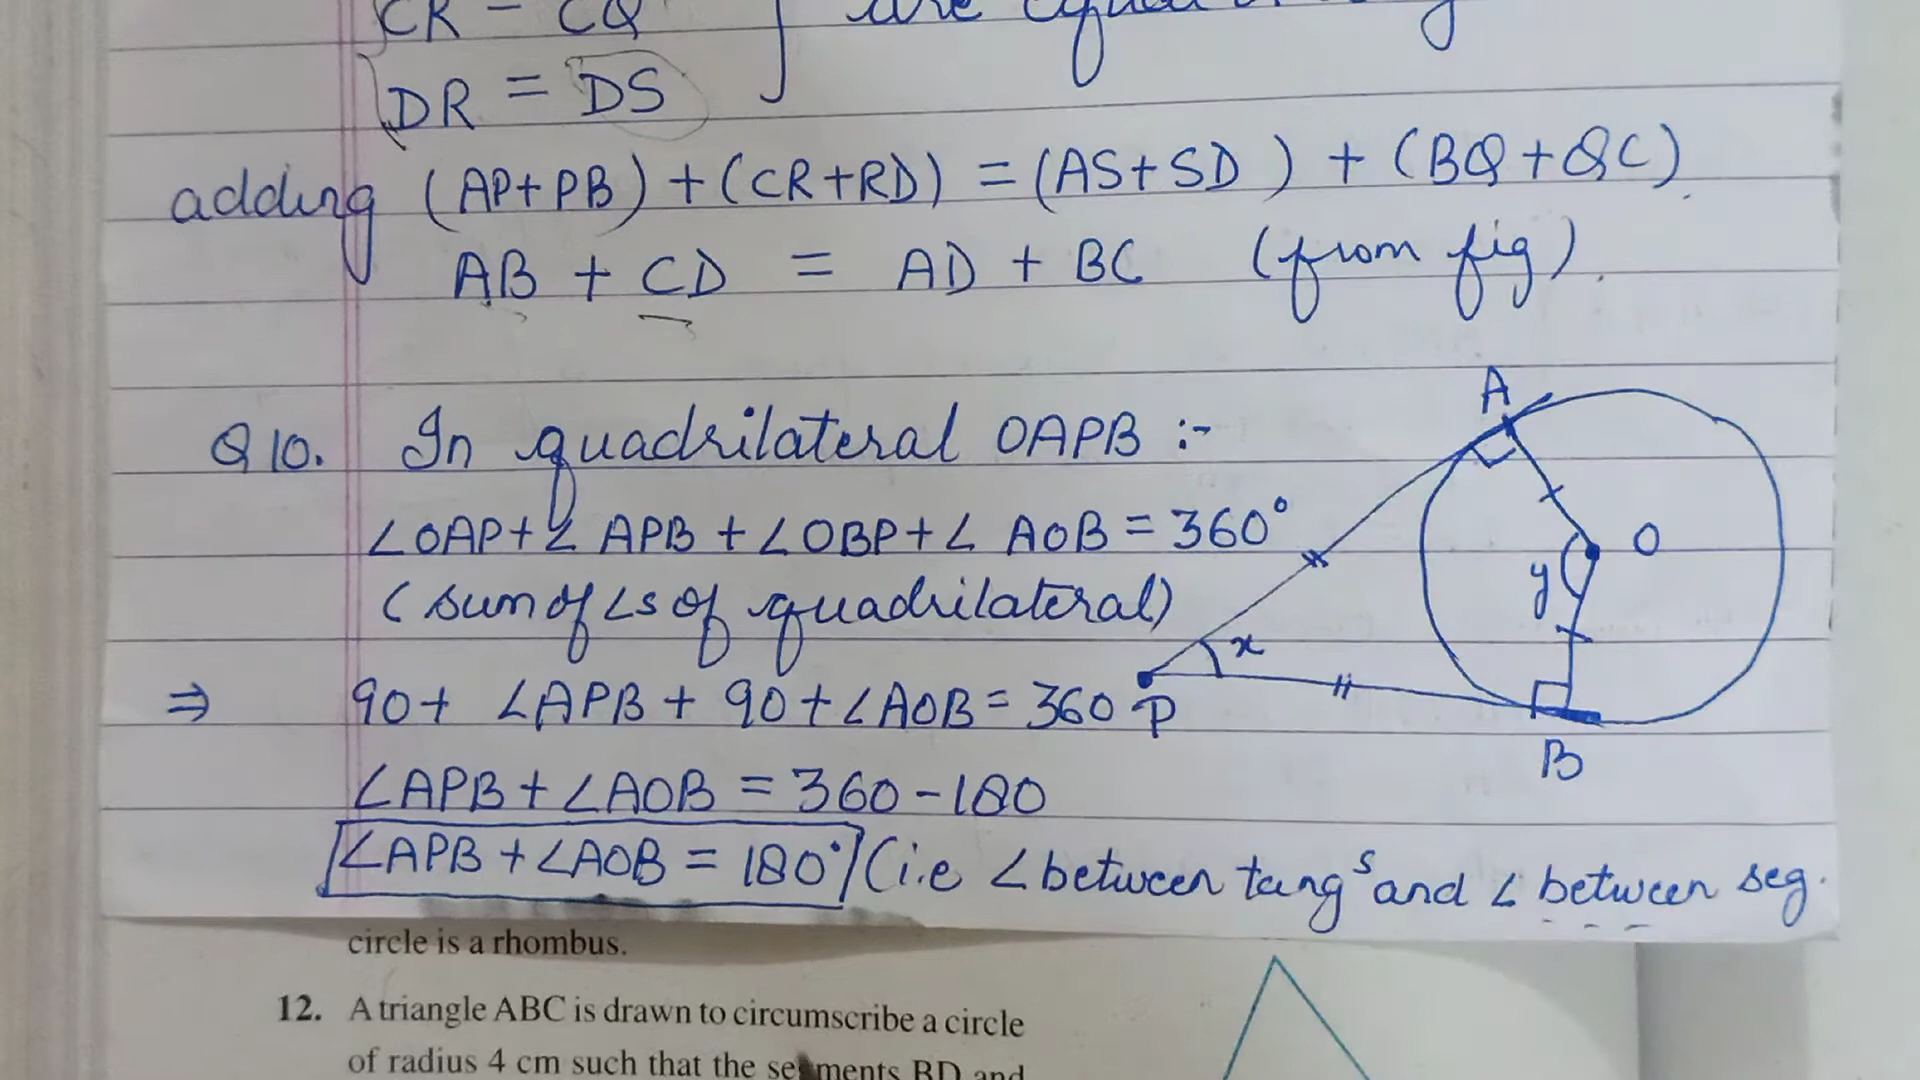 CR = CQ
DR = DS
adding (AP+PB) + (CR+RD) = (AS+SD) + (BQ+QC).
AB + CD = AD + BC (from fig).
Q10. In quadrilateral OAPB :-
∠OAP + ∠APB + ∠OBP + ∠AOB = 360°
(sum of ∠s of quadrilateral)
⇒ 90 + ∠APB + 90 + ∠AOB = 360
∠APB + ∠AOB = 360 - 180
∠APB + ∠AOB = 180° (i.e ∠ between tangs and ∠ between seg.
A
O
y
x
P
B
circle is a rhombus.
12. A triangle ABC is drawn to circumscribe a circle
of radius 4 cm such that the segments BD and